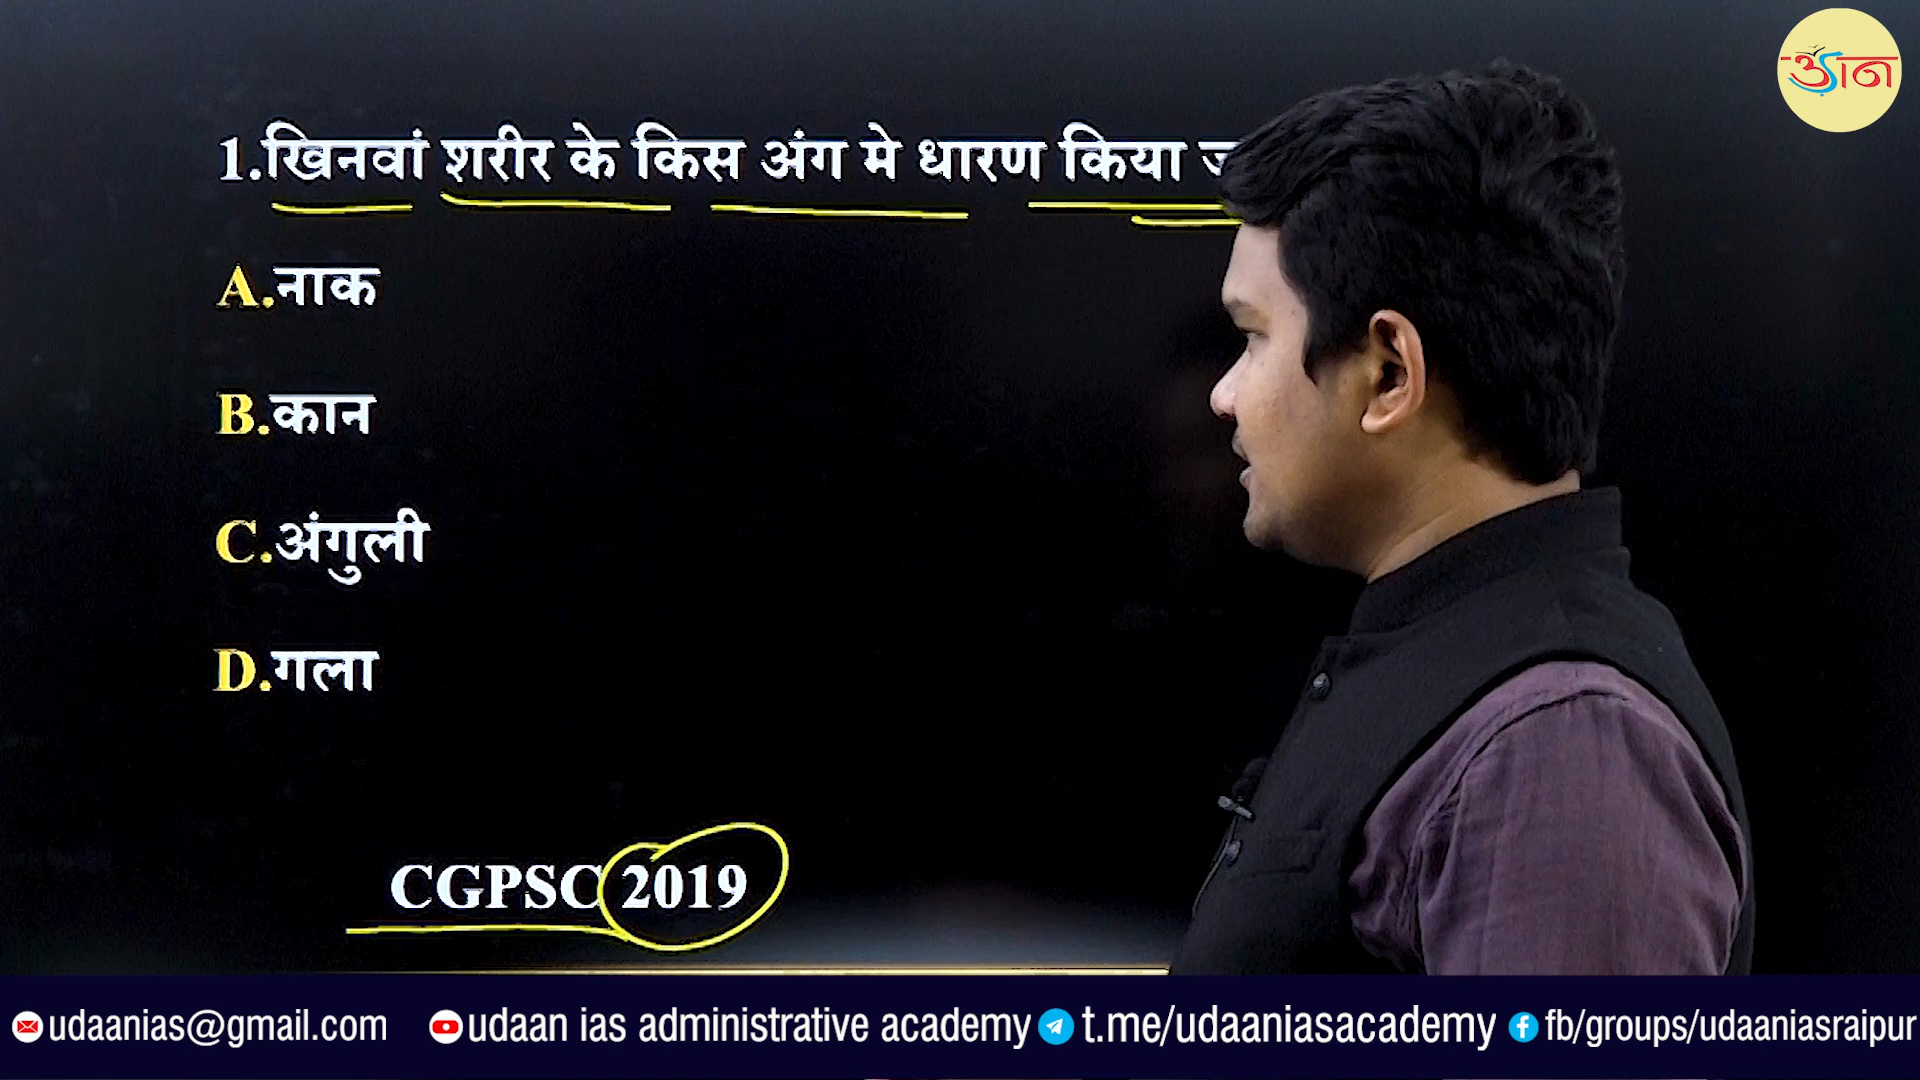 उड़ान
1.खिनवां शरीर के किस अंग मे धारण किया
A.नाक
B.कान
C.अंगुली
D.गला
CGPSC 2019
udaanias@gmail.com udaan ias administrative academy t.me/udaaniasacademy fb/groups/udaaniasraipur